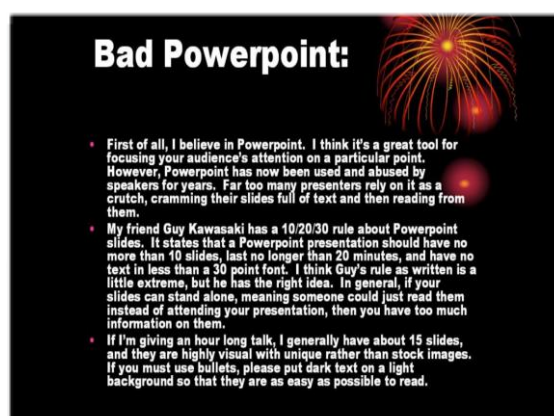 Bad Powerpoint:
• First of all, I believe in Powerpoint. I think it's a great tool for
focusing your audience's attention on a particular point.
However, Powerpoint has now been used and abused by
speakers for years. Far too many presenters rely on it as a
crutch, cramming their slides full of text and then reading from
them.
• My friend Guy Kawasaki has a 10/20/30 rule about Powerpoint
slides. It states that a Powerpoint presentation should have no
more than 10 slides, last no longer than 20 minutes, and have no
text in less than a 30 point font. I think Guy's rule as written is a
little extreme, but he has the right idea. In general, if your
slides can stand alone, meaning someone could just read them
instead of attending your presentation, then you have too much
information on them.
• If I'm giving an hour long talk, I generally have about 15 slides,
and they are highly visual with unique rather than stock images.
If you must use bullets, please put dark text on a light
background so that they are as easy as possible to read.